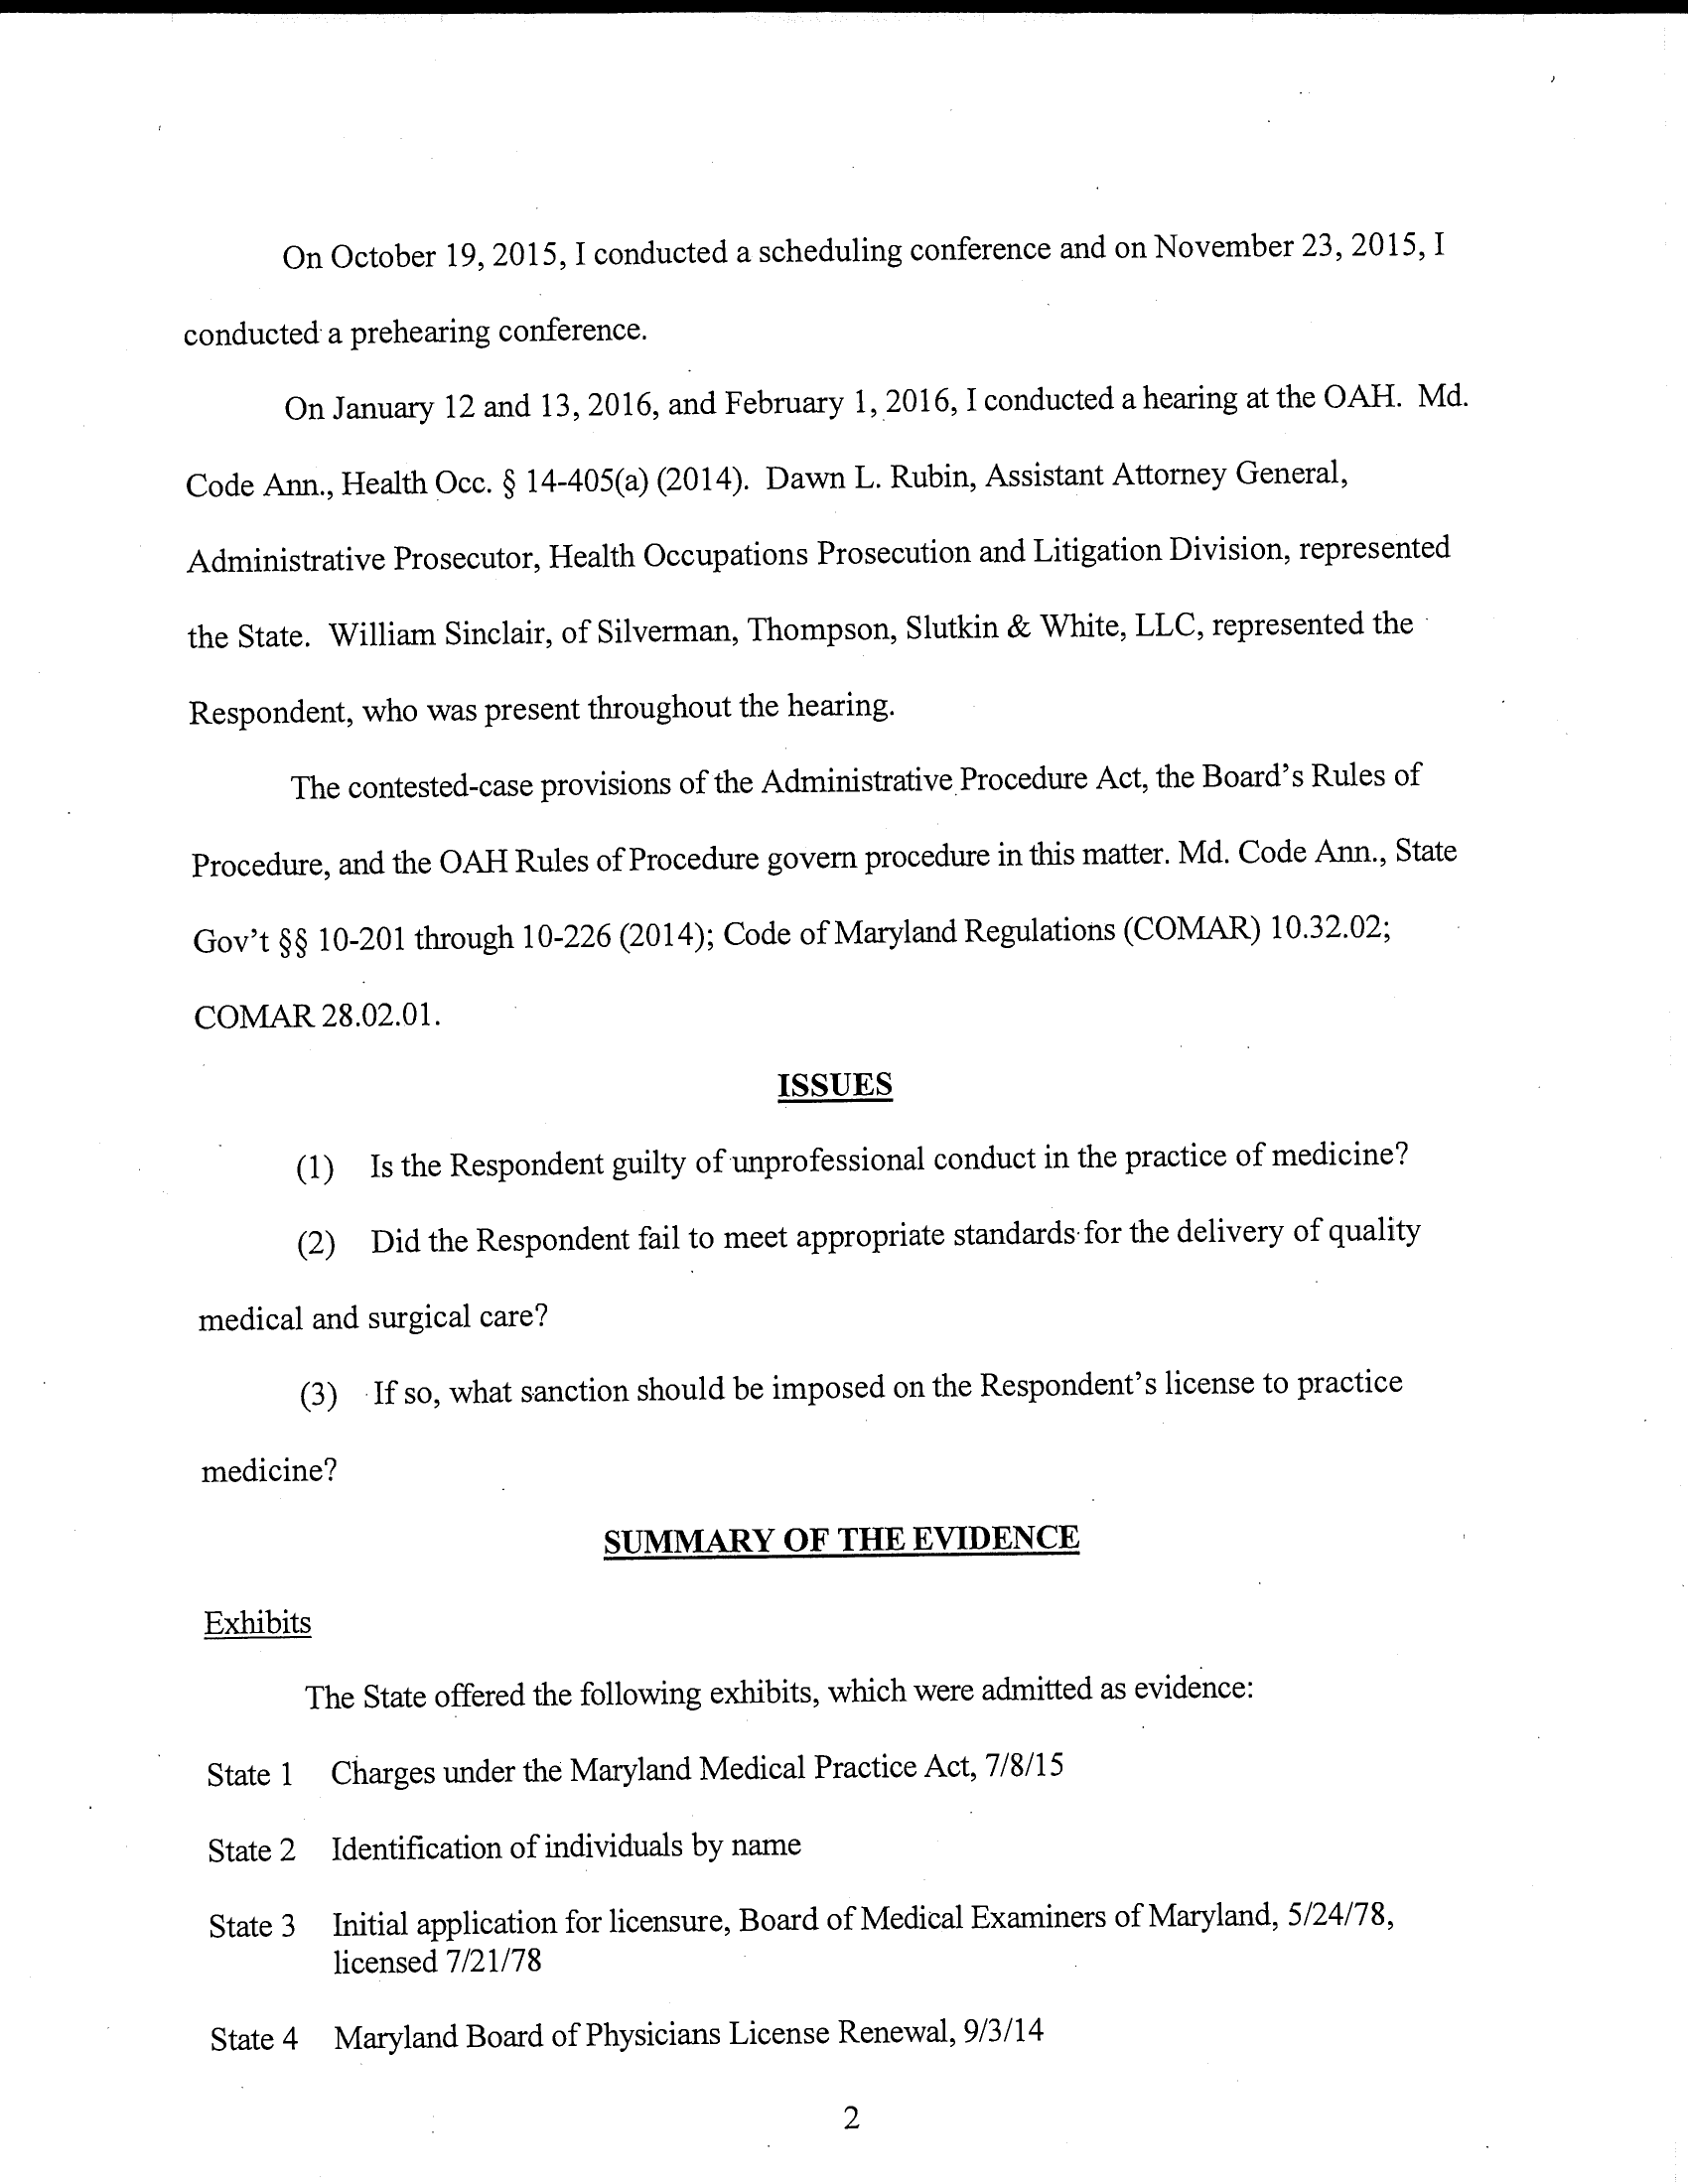 On October 19, 2015, I conducted a scheduling conference and on November 23, 2015, I
conducted a prehearing conference.
On January 12 and 13, 2016, and February 1, 2016, I conducted a hearing at the OAH. Md.
Code Ann., Health Occ. § 14-405(a) (2014). Dawn L. Rubin, Assistant Attorney General,
Administrative Prosecutor, Health Occupations Prosecution and Litigation Division, represented
the State. William Sinclair, of Silverman, Thompson, Slutkin & White, LLC, represented the
Respondent, who was present throughout the hearing.
The contested-case provisions of the Administrative Procedure Act, the Board's Rules of
Procedure, and the OAH Rules of Procedure govern procedure in this matter. Md. Code Ann., State
Gov't §§ 10-201 through 10-226 (2014); Code of Maryland Regulations (COMAR) 10.32.02;
COMAR 28.02.01.
ISSUES
(1) Is the Respondent guilty of unprofessional conduct in the practice of medicine?
(2) Did the Respondent fail to meet appropriate standards for the delivery of quality
medical and surgical care?
(3) If so, what sanction should be imposed on the Respondent's license to practice
medicine?
SUMMARY OF THE EVIDENCE
Exhibits
The State offered the following exhibits, which were admitted as evidence:
State 1 Charges under the Maryland Medical Practice Act, 7/8/15
State 2 Identification of individuals by name
State 3 Initial application for licensure, Board of Medical Examiners of Maryland, 5/24/78,
licensed 7/21/78
State 4 Maryland Board of Physicians License Renewal, 9/3/14
2